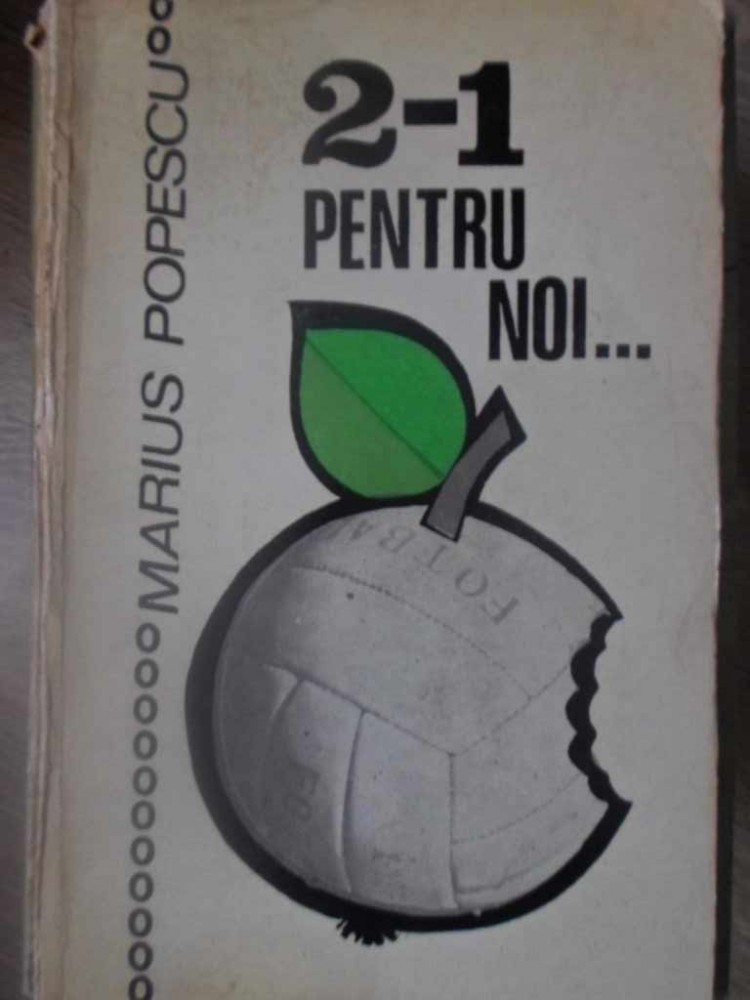 MARIUS POPESCU
2-1
PENTRU
NOI...
FOTBAL